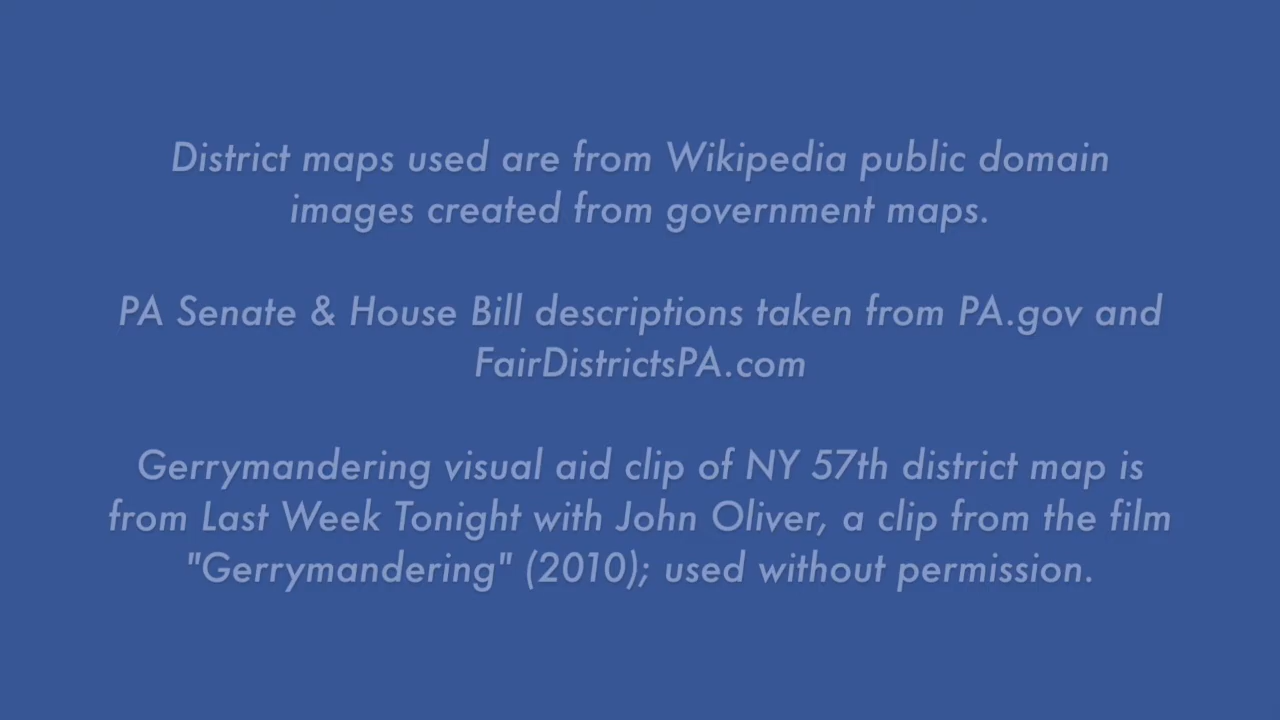 District maps used are from Wikipedia public domain
images created from government maps.
PA Senate & House Bill descriptions taken from PA.gov and
FairDistrictsPA.com
Gerrymandering visual aid clip of NY 57th district map is
from Last Week Tonight with John Oliver, a clip from the film
"Gerrymandering" (2010); used without permission.